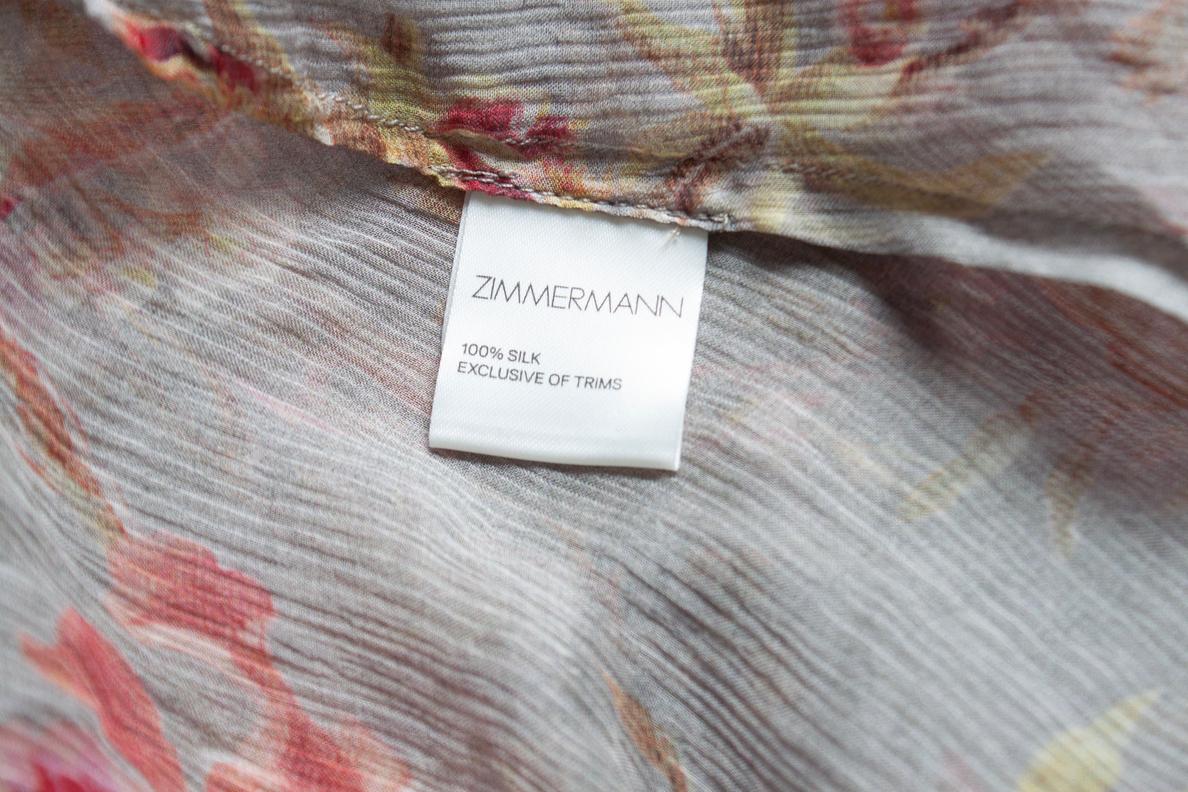 ZIMMERMANN
100% SILK
EXCLUSIVE OF TRIMS